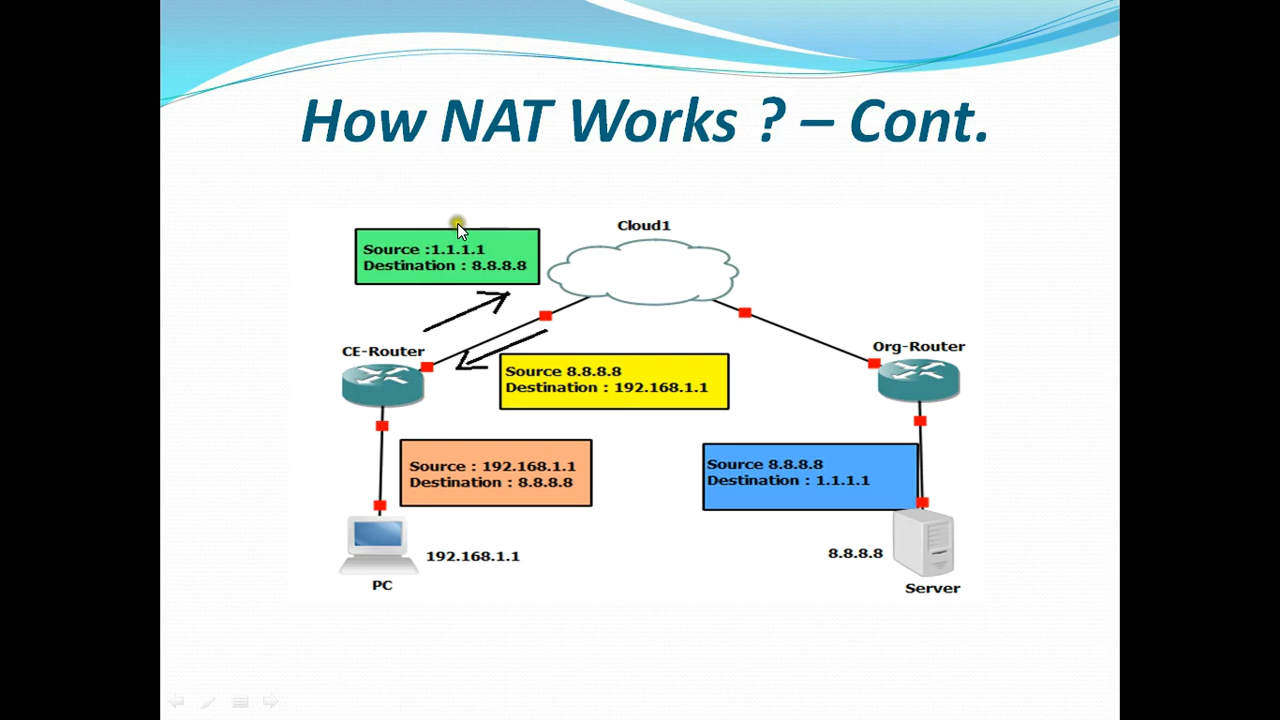 How NAT Works ? – Cont.
Cloud1
Source :1.1.1.1
Destination : 8.8.8.8
CE-Router
Org-Router
Source 8.8.8.8
Destination : 192.168.1.1
Source : 192.168.1.1
Destination : 8.8.8.8
Source 8.8.8.8
Destination : 1.1.1.1
192.168.1.1
8.8.8.8
PC
Server